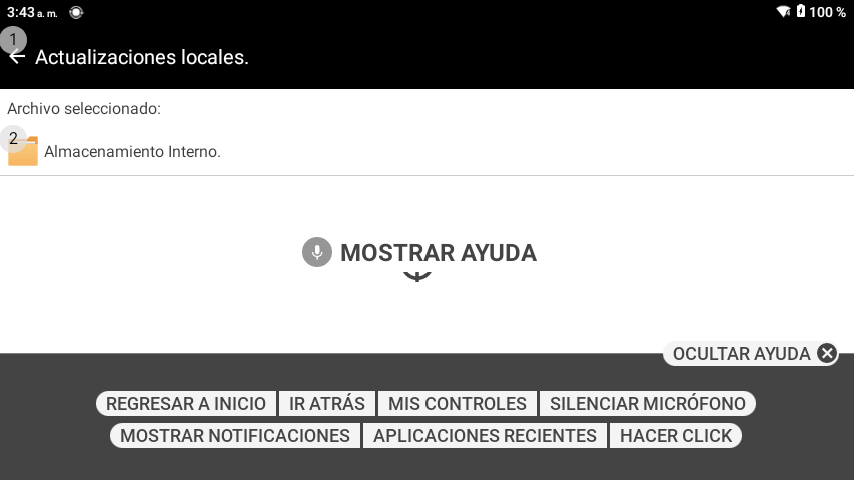 3:43 a. m. 100 %
1
Actualizaciones locales.
Archivo seleccionado:
2
Almacenamiento Interno.
MOSTRAR AYUDA
OCULTAR AYUDA
REGRESAR A INICIO IR ATRÁS MIS CONTROLES SILENCIAR MICRÓFONO
MOSTRAR NOTIFICACIONES APLICACIONES RECIENTES HACER CLICK